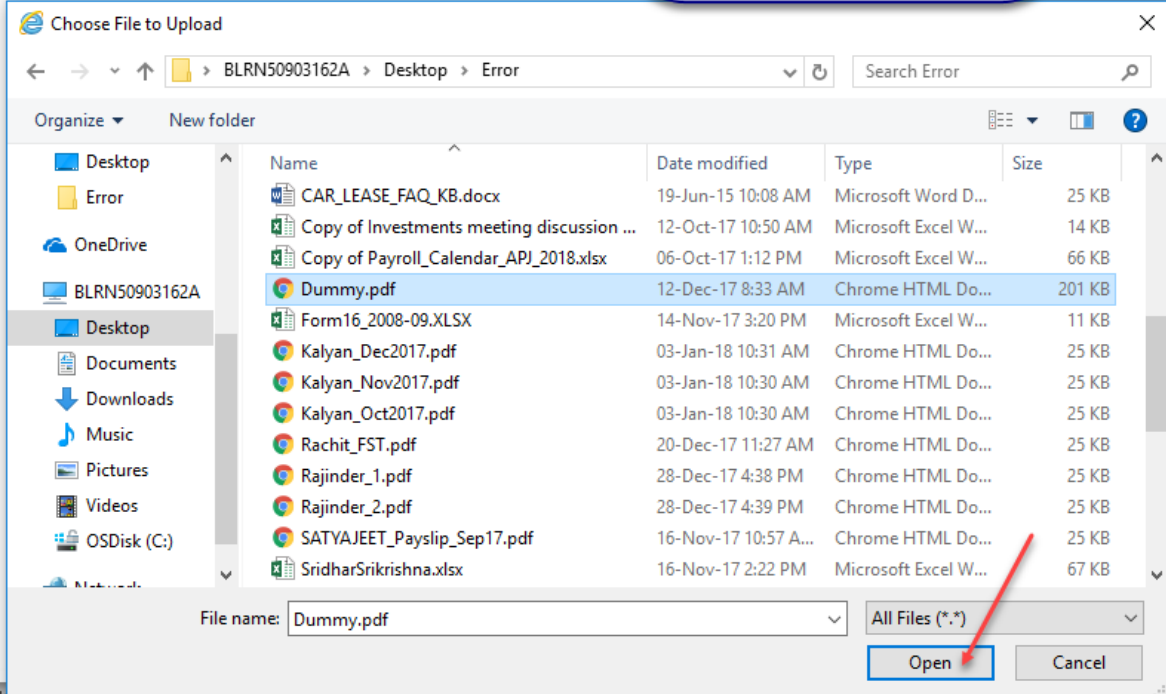 Choose File to Upload
BLRN50903162A > Desktop > Error
Search Error
Organize
New folder
Desktop
Error
OneDrive
BLRN50903162A
Desktop
Documents
Downloads
Music
Pictures
Videos
OSDisk (C:)
Network
Name Date modified Type Size
CAR_LEASE_FAQ_KB.docx 19-Jun-15 10:08 AM Microsoft Word D... 25 KB
Copy of Investments meeting discussion ... 12-Oct-17 10:50 AM Microsoft Excel W... 14 KB
Copy of Payroll_Calendar_APJ_2018.xlsx 06-Oct-17 1:12 PM Microsoft Excel W... 66 KB
Dummy.pdf 12-Dec-17 8:33 AM Chrome HTML Do... 201 KB
Form16_2008-09.XLSX 14-Nov-17 3:20 PM Microsoft Excel W... 11 KB
Kalyan_Dec2017.pdf 03-Jan-18 10:31 AM Chrome HTML Do... 25 KB
Kalyan_Nov2017.pdf 03-Jan-18 10:30 AM Chrome HTML Do... 25 KB
Kalyan_Oct2017.pdf 03-Jan-18 10:30 AM Chrome HTML Do... 25 KB
Rachit_FST.pdf 20-Dec-17 11:27 AM Chrome HTML Do... 25 KB
Rajinder_1.pdf 28-Dec-17 4:38 PM Chrome HTML Do... 25 KB
Rajinder_2.pdf 28-Dec-17 4:39 PM Chrome HTML Do... 25 KB
SATYAJEET_Payslip_Sep17.pdf 16-Nov-17 10:57 A... Chrome HTML Do... 25 KB
SridharSrikrishna.xlsx 16-Nov-17 2:22 PM Microsoft Excel W... 67 KB
File name: Dummy.pdf
All Files (*.*)
Open
Cancel